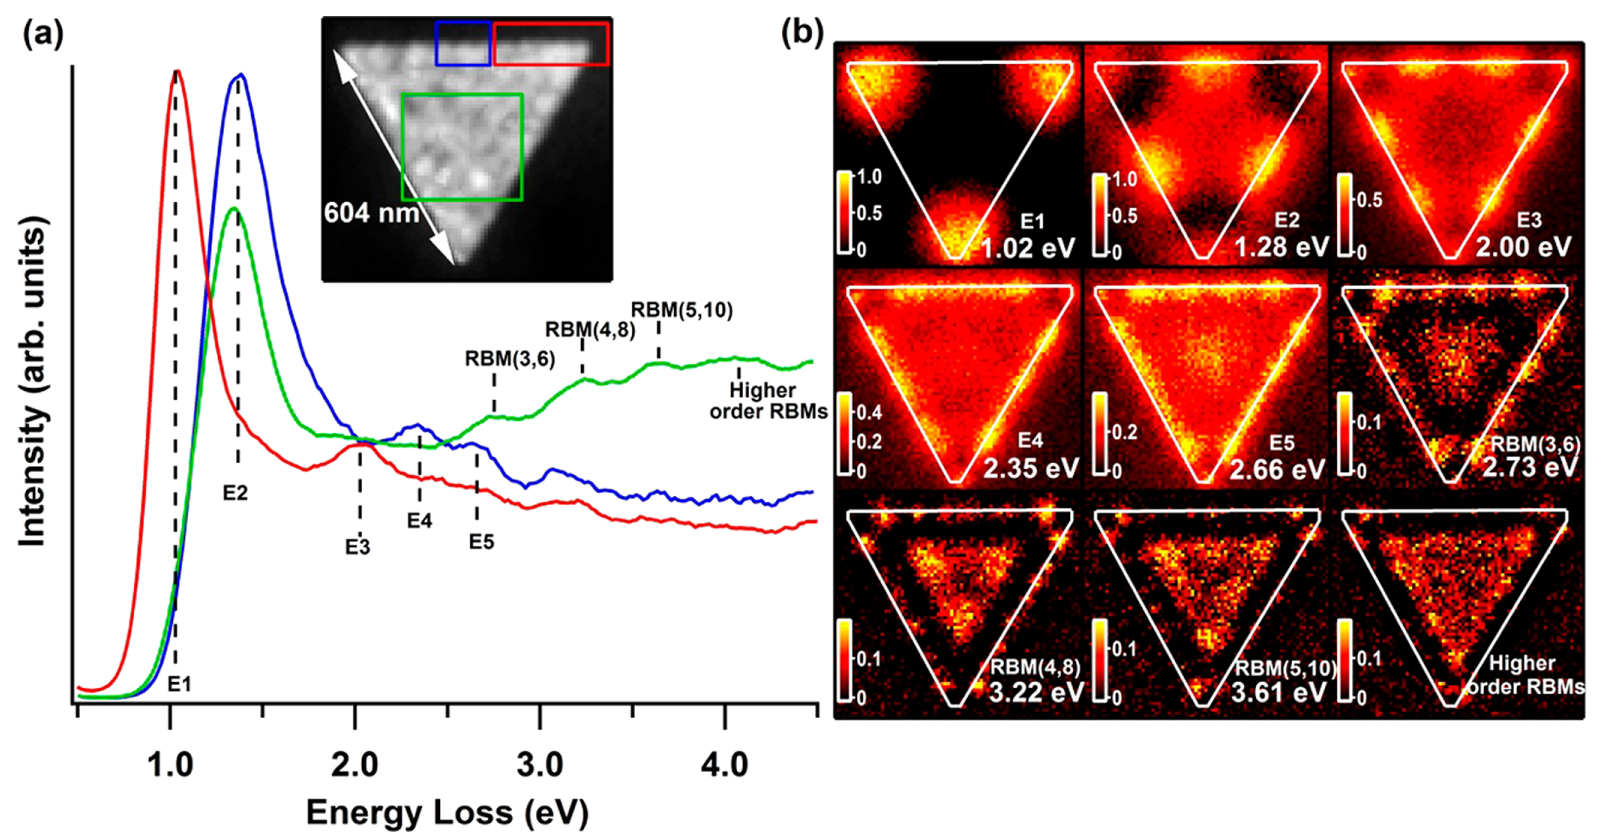 (a)
604 nm
RBM(3,6)
RBM(4,8)
RBM(5,10)
Higher
order RBMs
E1
E2
E3
E4
E5
Intensity (arb. units)
1.0
2.0
3.0
4.0
Energy Loss (eV)
(b)
1.0
0.5
0
E1
1.02 eV
1.0
0.5
0
E2
1.28 eV
0.5
0
E3
2.00 eV
0.4
0.2
0
E4
2.35 eV
0.2
0
E5
2.66 eV
0.1
0
RBM(3,6)
2.73 eV
0.1
0
RBM(4,8)
3.22 eV
0.1
0
RBM(5,10)
3.61 eV
0.1
0
Higher
order RBMs